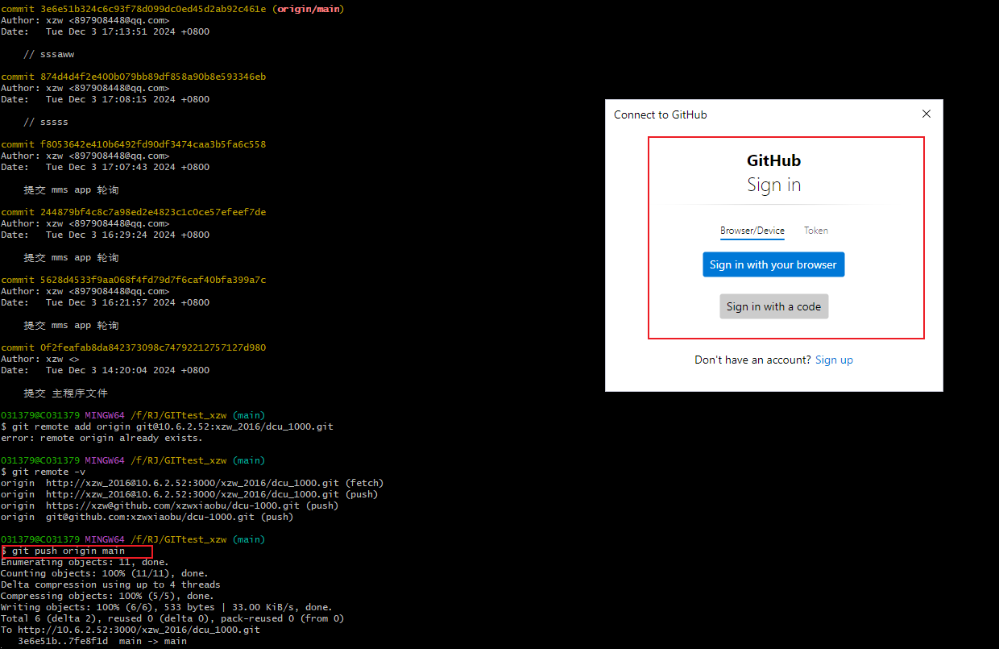 commit 3e6e51b324c6c93f78d099dc0ed45d2ab92c461e (origin/main)
Author: xzw <897908448@qq.com>
Date:   Tue Dec 3 17:13:51 2024 +0800
// sssaww
commit 874d4d4f2e400b079bb89df858a90b8e593346eb
Author: xzw <897908448@qq.com>
Date:   Tue Dec 3 17:08:15 2024 +0800
// sssss
commit f8053642e410b6492fd90df3474caa3b5fa6c558
Author: xzw <897908448@qq.com>
Date:   Tue Dec 3 17:07:43 2024 +0800
提交 mms app 轮询
commit 244879bf4c8c7a98ed2e4823c1c0ce57efeef7de
Author: xzw <897908448@qq.com>
Date:   Tue Dec 3 16:29:24 2024 +0800
提交 mms app 轮询
commit 5628d4533f9aa068f4fd79d7f6caf40bfa399a7c
Author: xzw <897908448@qq.com>
Date:   Tue Dec 3 16:21:57 2024 +0800
提交 mms app 轮询
commit 0f2feafab8da842373098c74792212757127d980
Author: xzw <>
Date:   Tue Dec 3 14:20:04 2024 +0800
提交 主程序文件
031379@C031379 MINGW64 /f/RJ/GITtest_xzw (main)
$ git remote add origin git@10.6.2.52:xzw_2016/dcu_1000.git
error: remote origin already exists.
031379@C031379 MINGW64 /f/RJ/GITtest_xzw (main)
$ git remote -v
origin  http://xzw_2016@10.6.2.52:3000/xzw_2016/dcu_1000.git (fetch)
origin  http://xzw_2016@10.6.2.52:3000/xzw_2016/dcu_1000.git (push)
origin  https://xzw@github.com/xzwxiaobu/dcu-1000.git (push)
origin  git@github.com:xzwxiaobu/dcu-1000.git (push)
031379@C031379 MINGW64 /f/RJ/GITtest_xzw (main)
$ git push origin main
Enumerating objects: 11, done.
Counting objects: 100% (11/11), done.
Delta compression using up to 4 threads
Compressing objects: 100% (5/5), done.
Writing objects: 100% (6/6), 533 bytes | 33.00 KiB/s, done.
Total 6 (delta 2), reused 0 (delta 0), pack-reused 0 (from 0)
To http://10.6.2.52:3000/xzw_2016/dcu_1000.git
3e6e51b..7fe8f1d  main -> main
Connect to GitHub
GitHub
Sign in
Browser/Device Token
Sign in with your browser
Sign in with a code
Don't have an account? Sign up